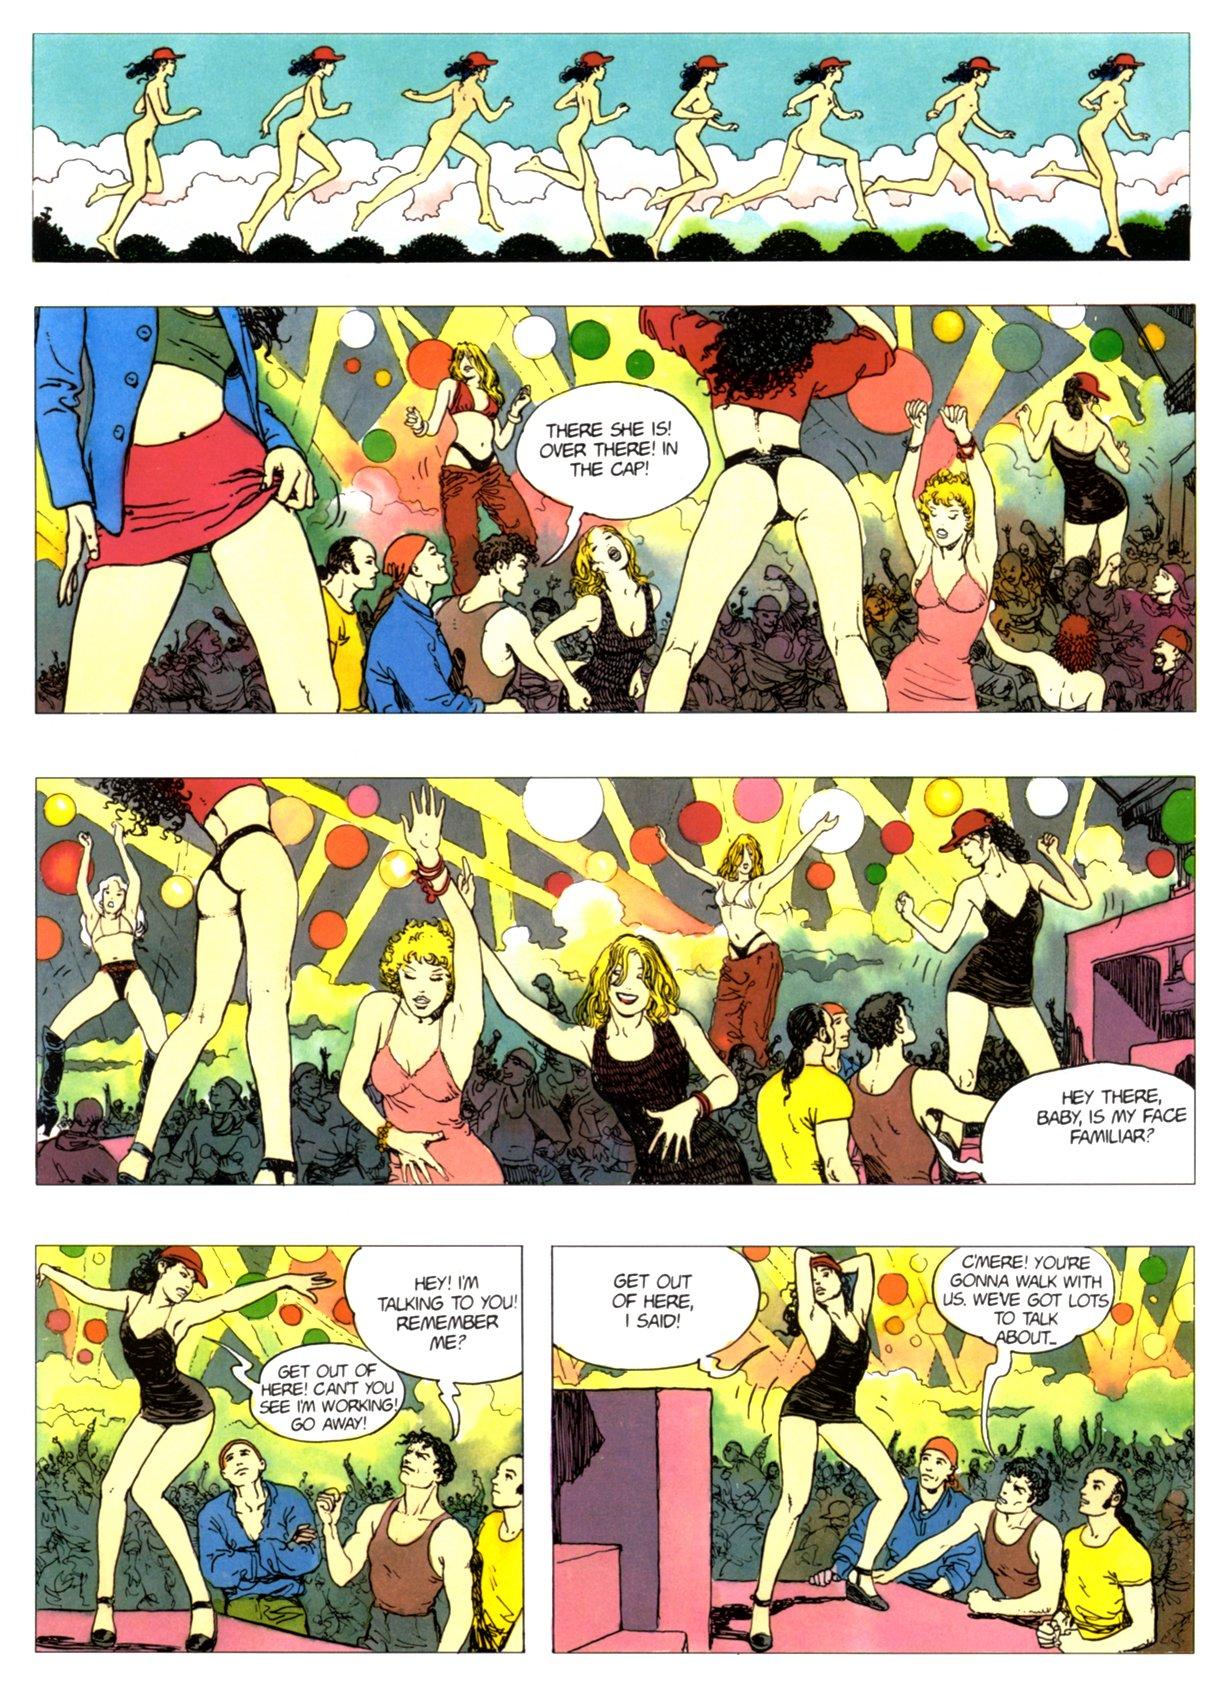 THERE SHE IS!
OVER THERE! IN
THE CAP!
HEY THERE,
BABY, IS MY FACE
FAMILIAR?
HEY! I'M
TALKING TO YOU!
REMEMBER
ME?
GET OUT OF
HERE! CAN'T YOU
SEE I'M WORKING!
GO AWAY!
GET OUT
OF HERE,
I SAID!
C'MERE! YOU'RE
GONNA WALK WITH
US. WE'VE GOT LOTS
TO TALK
ABOUT...